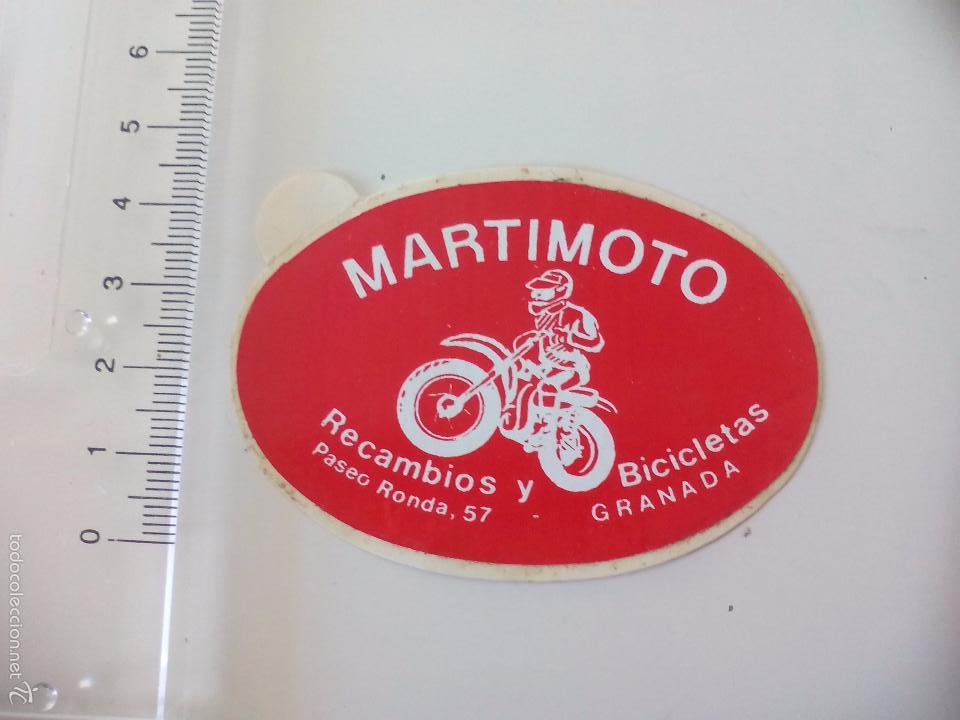 MARTIMOTO
Recambios y Bicicletas
Paseo Ronda, 57 - GRANADA
6
5
4
3
2
1
0
todocoleccion.net